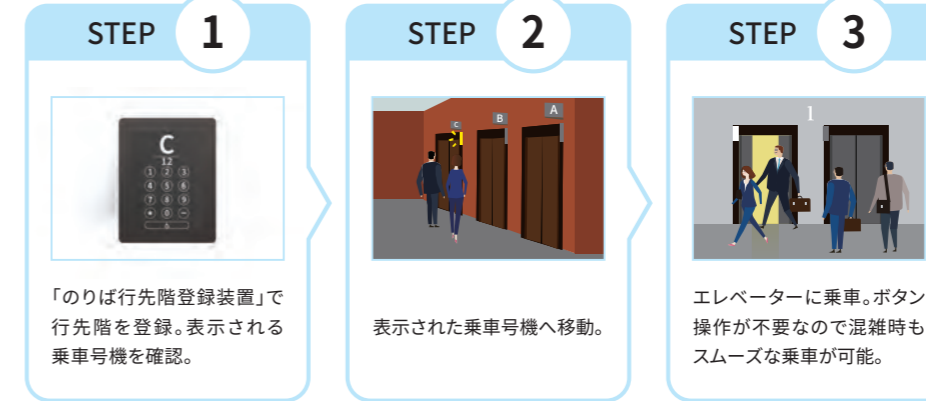 STEP 1
C
12
1 2 3
4 5 6
7 8 9
0 −
「のりば行先階登録装置」で
行先階を登録。表示される
乗車号機を確認。
STEP 2
C B A
表示された乗車号機へ移動。
STEP 3
1
エレベーターに乗車。ボタン
操作が不要なので混雑時も
スムーズな乗車が可能。